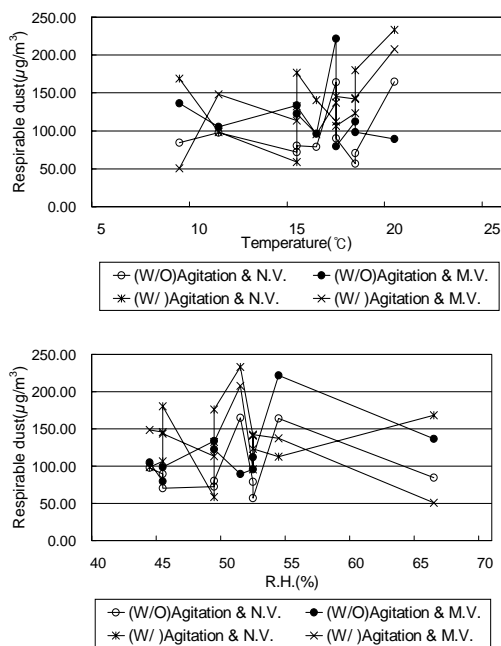 250.00
200.00
150.00
100.00
50.00
0.00
Respirable dust(µg/m³)
5 10 15 20 25
Temperature(℃)
(W/O)Agitation & N.V. (W/O)Agitation & M.V.
(W/ )Agitation & N.V. (W/ )Agitation & M.V.
250.00
200.00
150.00
100.00
50.00
0.00
Respirable dust(µg/m³)
40 45 50 55 60 65 70
R.H.(%)
(W/O)Agitation & N.V. (W/O)Agitation & M.V.
(W/ )Agitation & N.V. (W/ )Agitation & M.V.